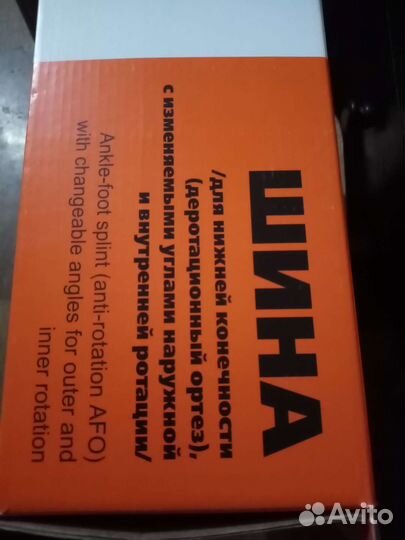 ШИНА
/для нижней конечности
(деротационный ортез),
с изменяемыми углами наружной
и внутренней ротации/
Ankle-foot splint (anti-rotation AFO)
with changeable angles for outer and
inner rotation
Avito